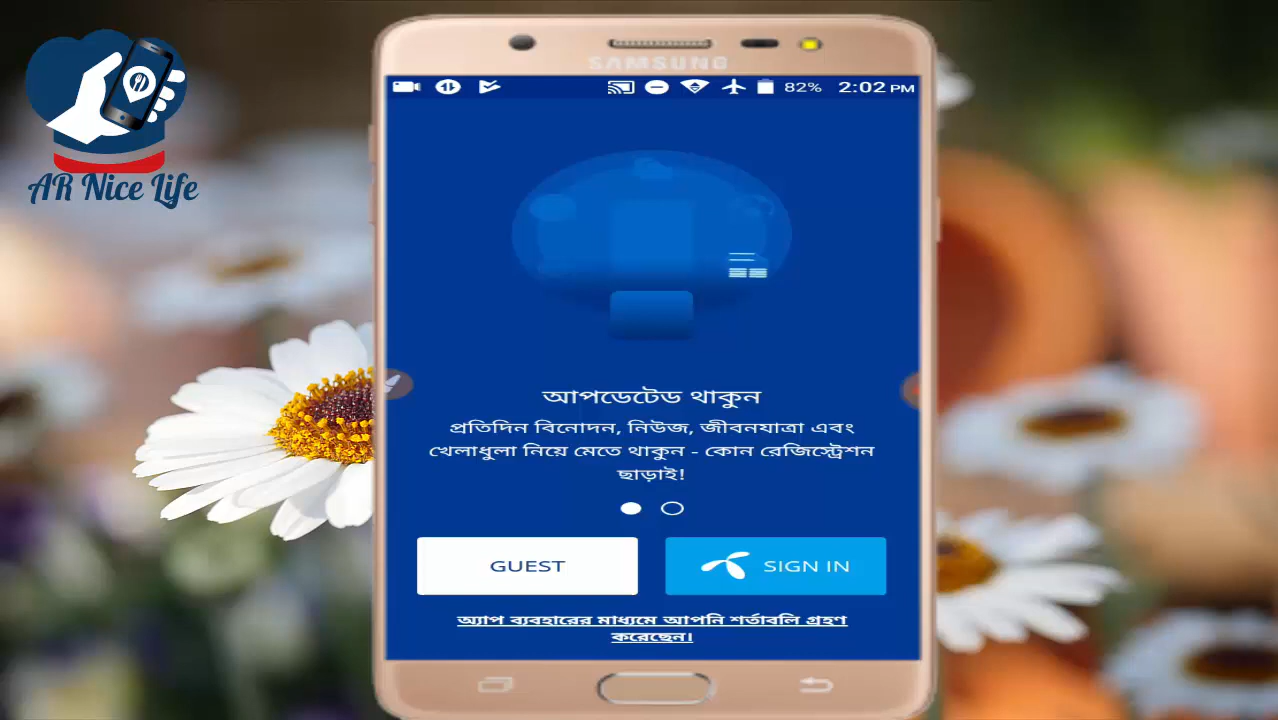 AR Nice Life
SAMSUNG
82% 2:02 PM
আপডেটেড থাকুন
প্রতিদিন বিনোদন, নিউজ, জীবনযাত্রা এবং
খেলাধুলা নিয়ে মেতে থাকুন - কোন রেজিস্ট্রেশন
ছাড়াই!
GUEST
SIGN IN
অ্যাপ ব্যবহারের মাধ্যমে আপনি শর্তাবলি গ্রহণ
করেছেন।